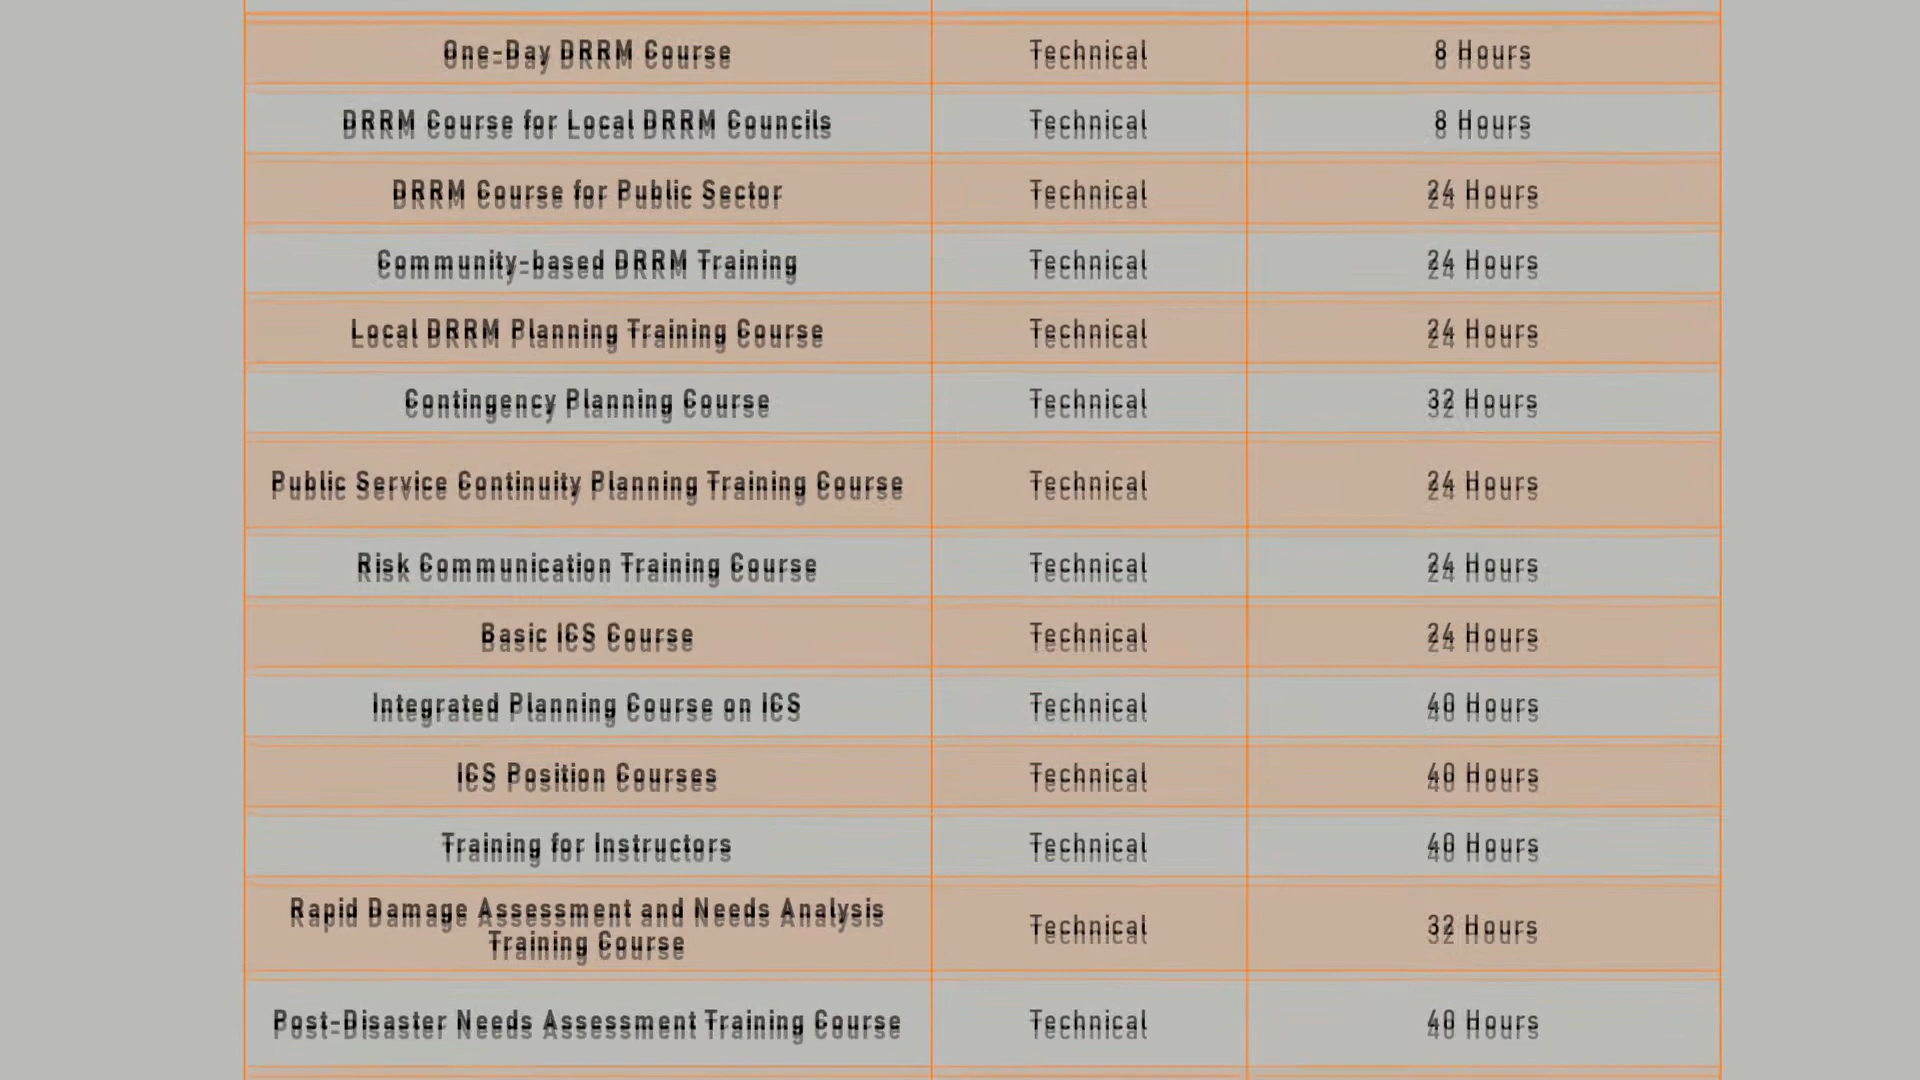 One-Day DRRM Course Technical 8 Hours
DRRM Course for Local DRRM Councils Technical 8 Hours
DRRM Course for Public Sector Technical 24 Hours
Community-based DRRM Training Technical 24 Hours
Local DRRM Planning Training Course Technical 24 Hours
Contingency Planning Course Technical 32 Hours
Public Service Continuity Planning Training Course Technical 24 Hours
Risk Communication Training Course Technical 24 Hours
Basic ICS Course Technical 24 Hours
Integrated Planning Course on ICS Technical 40 Hours
ICS Position Courses Technical 40 Hours
Training for Instructors Technical 40 Hours
Rapid Damage Assessment and Needs Analysis
Training Course Technical 32 Hours
Post-Disaster Needs Assessment Training Course Technical 40 Hours